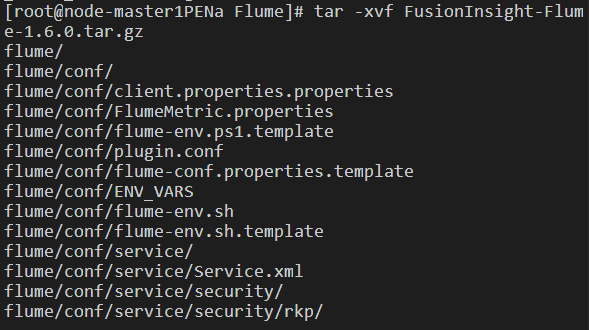 [root@node-master1PENa Flume]# tar -xvf FusionInsight-Flum
e-1.6.0.tar.gz
flume/
flume/conf/
flume/conf/client.properties.properties
flume/conf/FlumeMetric.properties
flume/conf/flume-env.ps1.template
flume/conf/plugin.conf
flume/conf/flume-conf.properties.template
flume/conf/ENV_VARS
flume/conf/flume-env.sh
flume/conf/flume-env.sh.template
flume/conf/service/
flume/conf/service/Service.xml
flume/conf/service/security/
flume/conf/service/security/rkp/